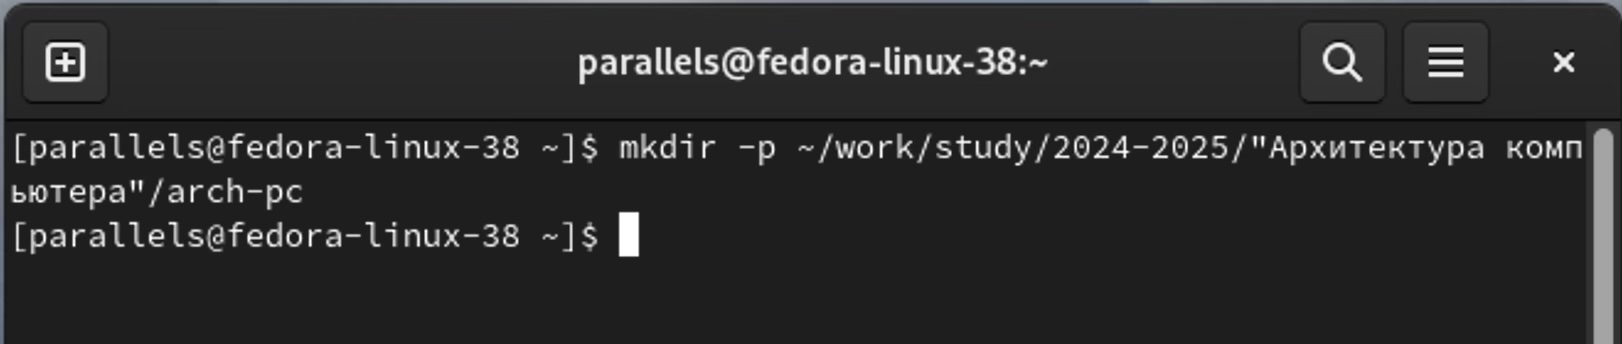 parallels@fedora-linux-38:~
[parallels@fedora-linux-38 ~]$ mkdir -p ~/work/study/2024-2025/"Архитектура комп
ьютера"/arch-pc
[parallels@fedora-linux-38 ~]$